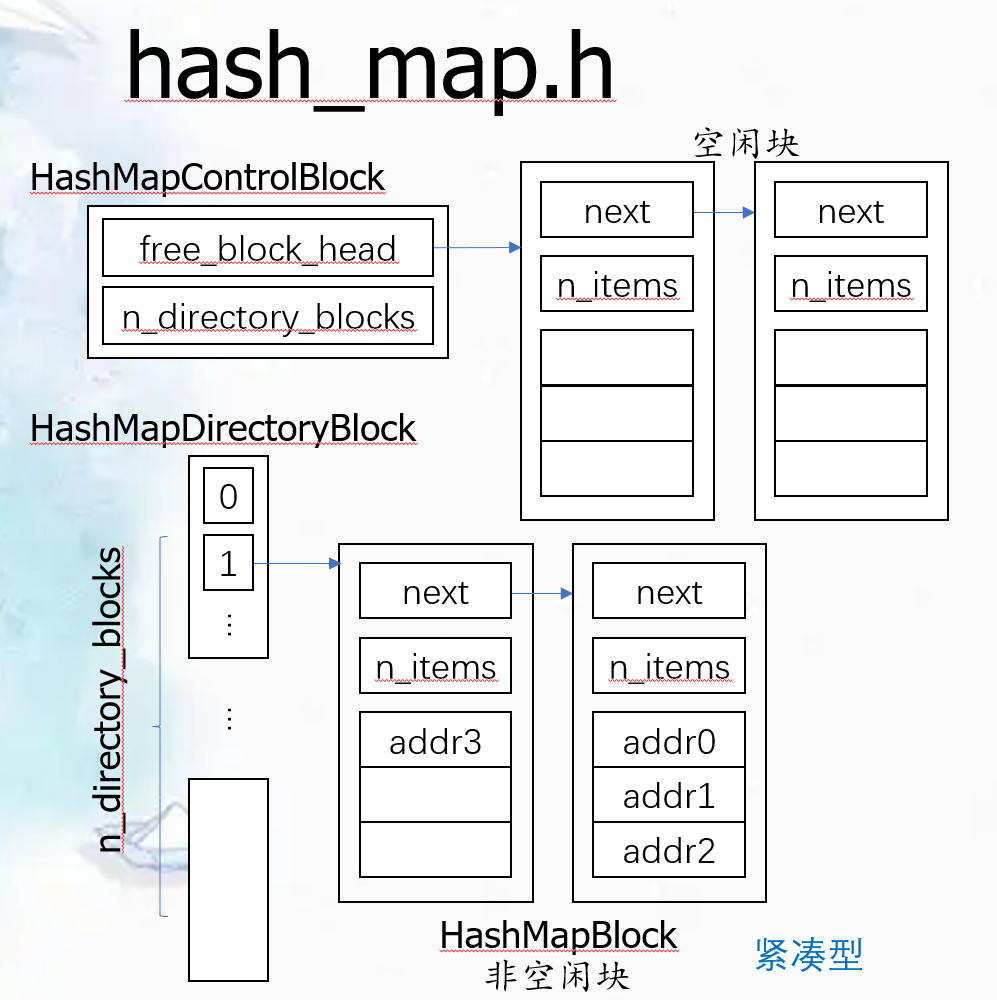 hash_map.h
空闲块
HashMapControlBlock
free_block_head
n_directory_blocks
next
n_items
next
n_items
HashMapDirectoryBlock
0
1
...
...
n_directory_blocks
next
n_items
addr3
next
n_items
addr0
addr1
addr2
HashMapBlock
非空闲块
紧凑型